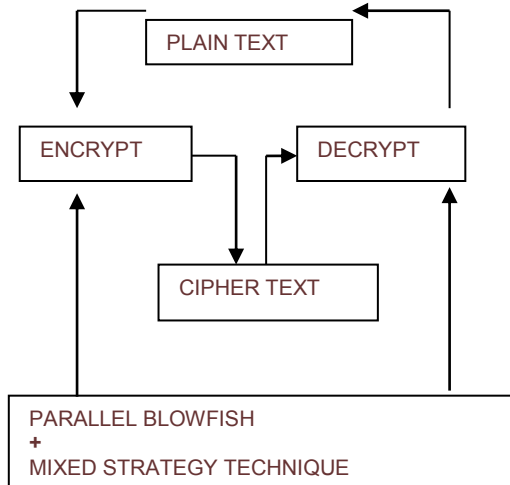 PLAIN TEXT
ENCRYPT
DECRYPT
CIPHER TEXT
PARALLEL BLOWFISH
+
MIXED STRATEGY TECHNIQUE